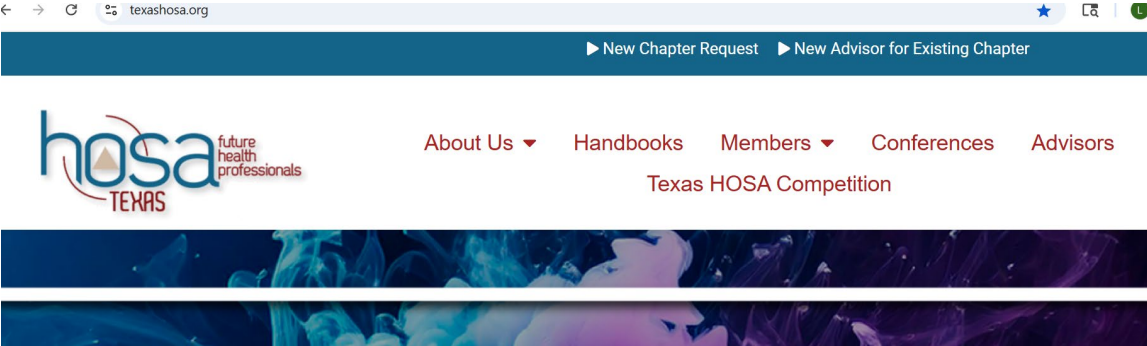 texashosa.org
L
New Chapter Request New Advisor for Existing Chapter
hosa future health professionals
TEXAS
About Us Handbooks Members Conferences Advisors
Texas HOSA Competition